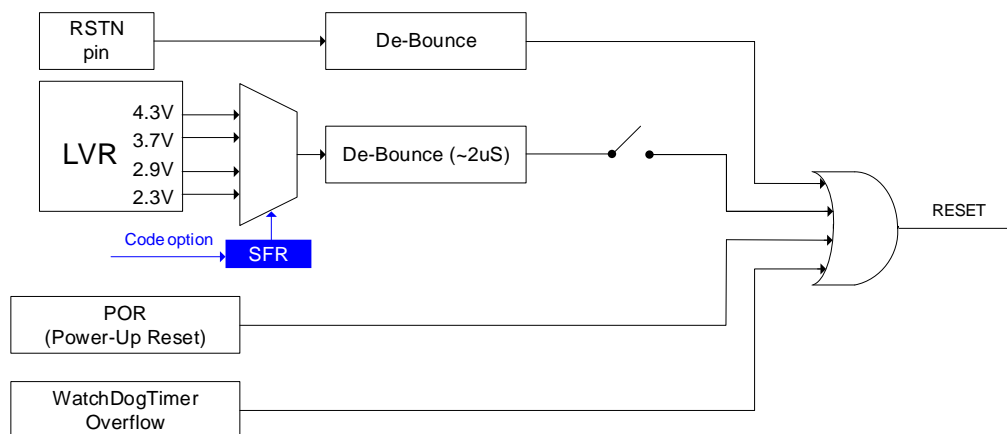 RSTN
pin
De-Bounce
4.3V
3.7V
LVR
2.9V
2.3V
De-Bounce (~2uS)
RESET
Code option
SFR
POR
(Power-Up Reset)
WatchDogTimer
Overflow